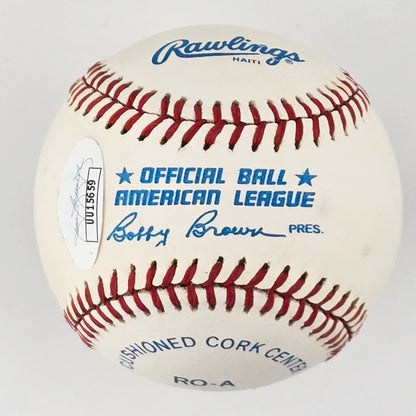 Rawlings®
HAITI
★ OFFICIAL BALL ★
AMERICAN LEAGUE
Bobby Brown PRES.
UU15659
CUSHIONED CORK CENTER
RO-A